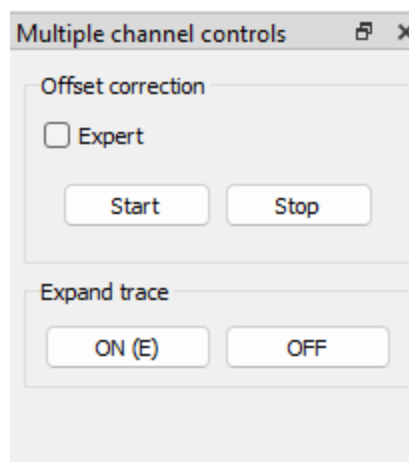 Multiple channel controls
Offset correction
Expert
Start Stop
Expand trace
ON (E) OFF